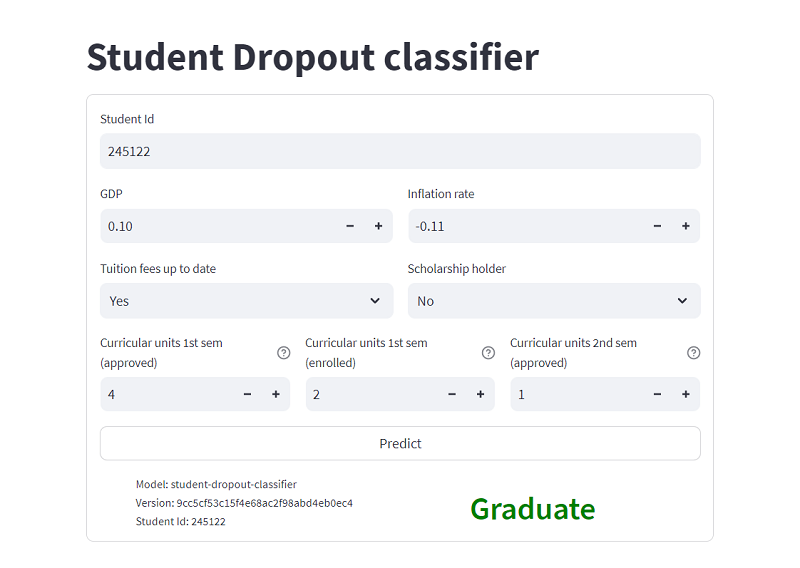 Student Dropout classifier
Student Id
245122
GDP
Inflation rate
0.10
-0.11
Tuition fees up to date
Scholarship holder
Yes
No
Curricular units 1st sem
(approved)
Curricular units 1st sem
(enrolled)
Curricular units 2nd sem
(approved)
4
2
1
Predict
Model: student-dropout-classifier
Version: 9cc5cf53c15f4e68ac2f98abd4eb0ec4
Student Id: 245122
Graduate